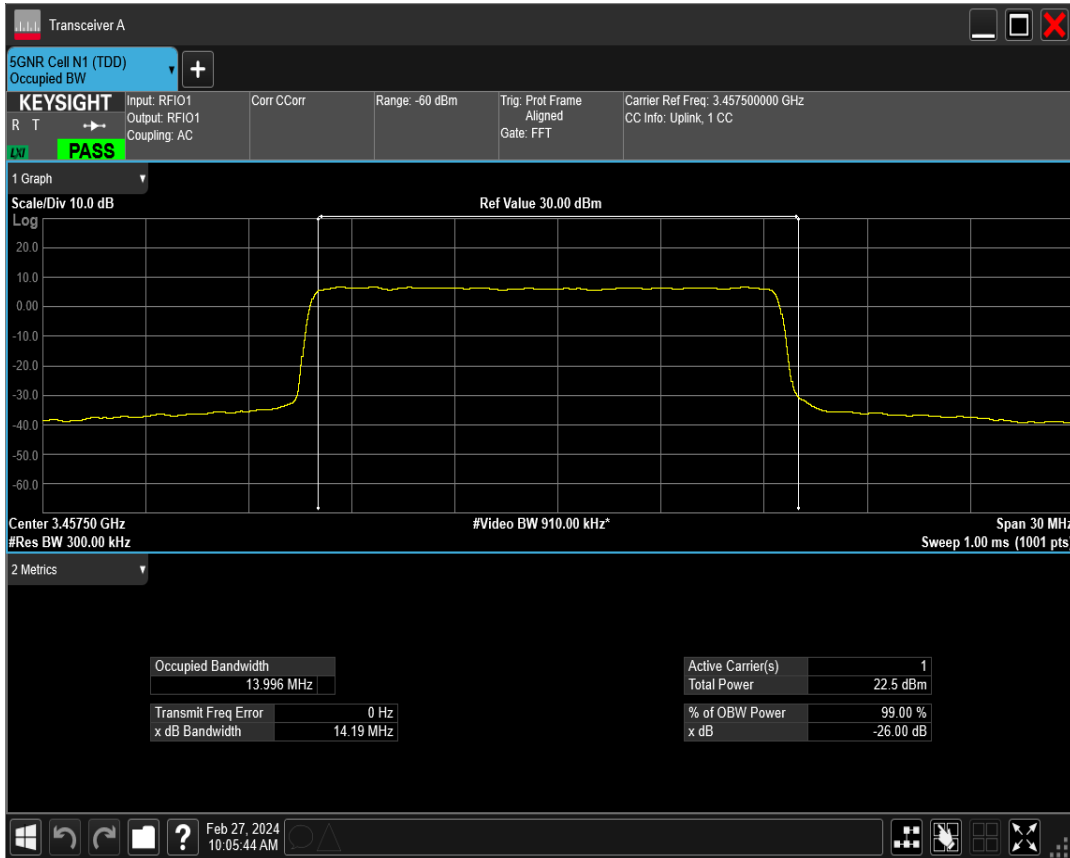 Transceiver A
5GNR Cell N1 (TDD)
Occupied BW
+
KEYSIGHT
R T
LXI
PASS
Input: RFIO1
Output: RFIO1
Coupling: AC
Corr CCorr
Range: -60 dBm
Trig: Prot Frame
Aligned
Gate: FFT
Carrier Ref Freq: 3.457500000 GHz
CC Info: Uplink, 1 CC
1 Graph
Scale/Div 10.0 dB
Ref Value 30.00 dBm
Log
20.0
10.0
0.00
-10.0
-20.0
-30.0
-40.0
-50.0
-60.0
Center 3.45750 GHz
#Video BW 910.00 kHz*
Span 30 MHz
#Res BW 300.00 kHz
Sweep 1.00 ms (1001 pts)
2 Metrics
Occupied Bandwidth
13.996 MHz
Transmit Freq Error 0 Hz
x dB Bandwidth 14.19 MHz
Active Carrier(s) 1
Total Power 22.5 dBm
% of OBW Power 99.00 %
x dB -26.00 dB
?
Feb 27, 2024
10:05:44 AM